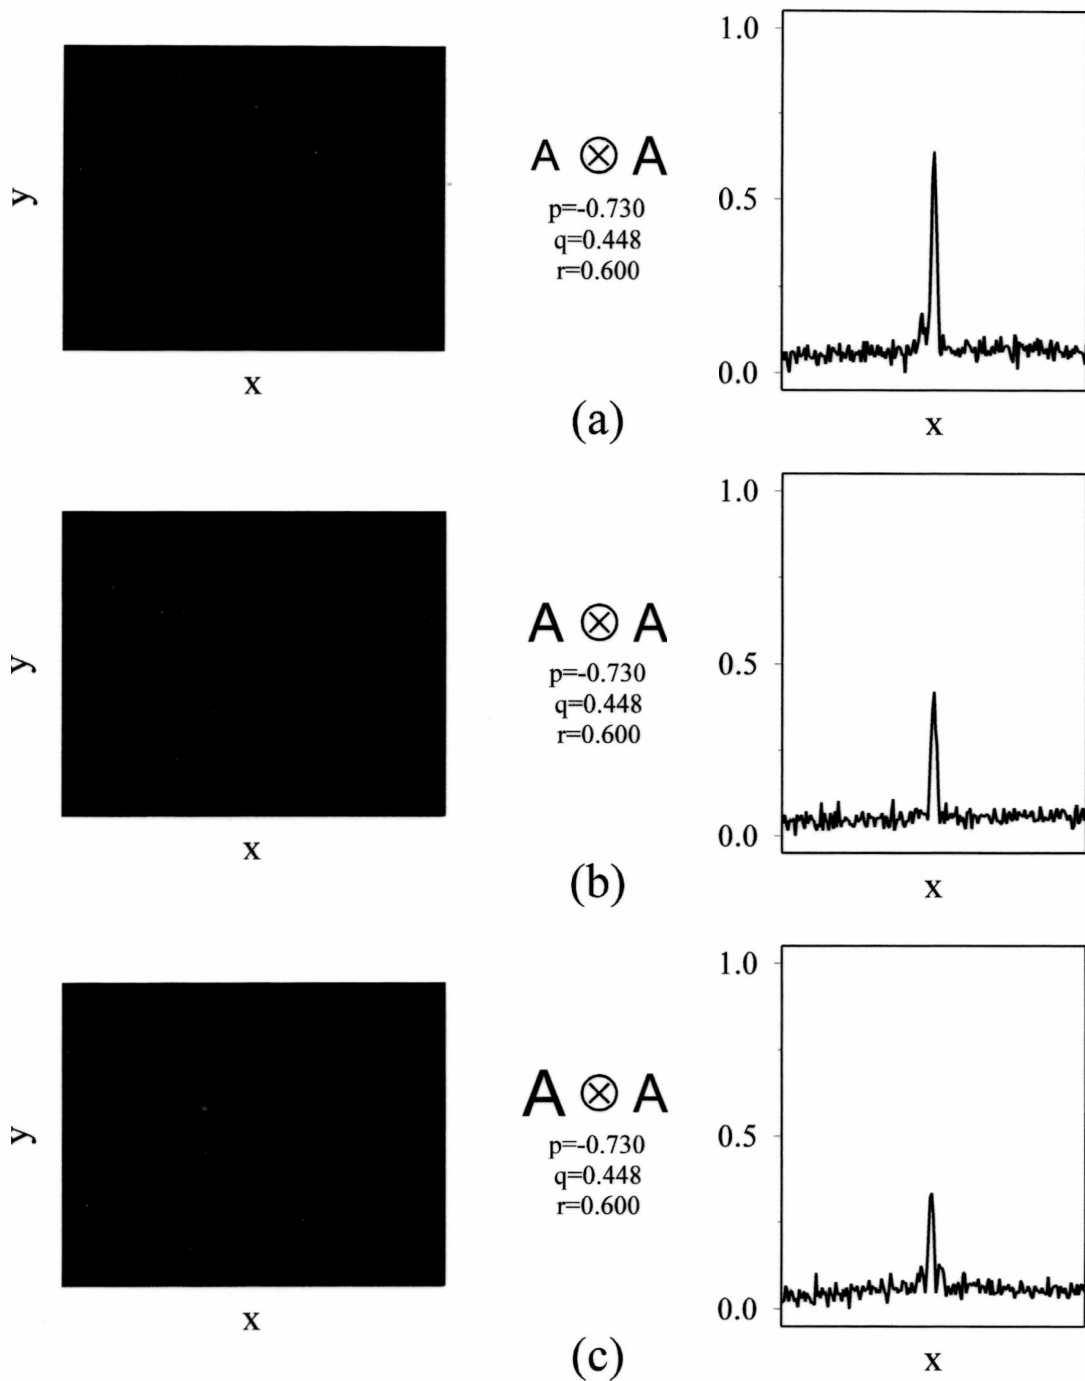 y
x
A ⊗ A
p=-0.730
q=0.448
r=0.600
1.0
0.5
0.0
x
(a)
y
x
A ⊗ A
p=-0.730
q=0.448
r=0.600
1.0
0.5
0.0
x
(b)
y
x
A ⊗ A
p=-0.730
q=0.448
r=0.600
1.0
0.5
0.0
x
(c)